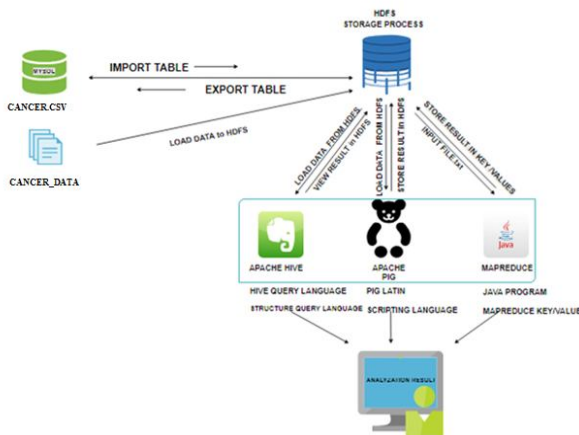 HDFS
STORAGE PROCESS
MYSQL
IMPORT TABLE
EXPORT TABLE
CANCER.CSV
LOAD DATA to HDFS
CANCER_DATA
LOAD DATA FROM HDFS
VIEW RESULT in HDFS
LOAD DATA FROM HDFS
STORE RESULT in HDFS
STORE RESULT IN KEY /VALUES
INPUT FILE.txt
Java
APACHE HIVE
APACHE
PIG
MAPREDUCE
HIVE QUERY LANGUAGE
PIG LATIN
JAVA PROGRAM
STRUCTURE QUERY LANGUAGE
SCRIPTING LANGUAGE
MAPREDUCE KEY/VALUE
ANALYZATION RESULT